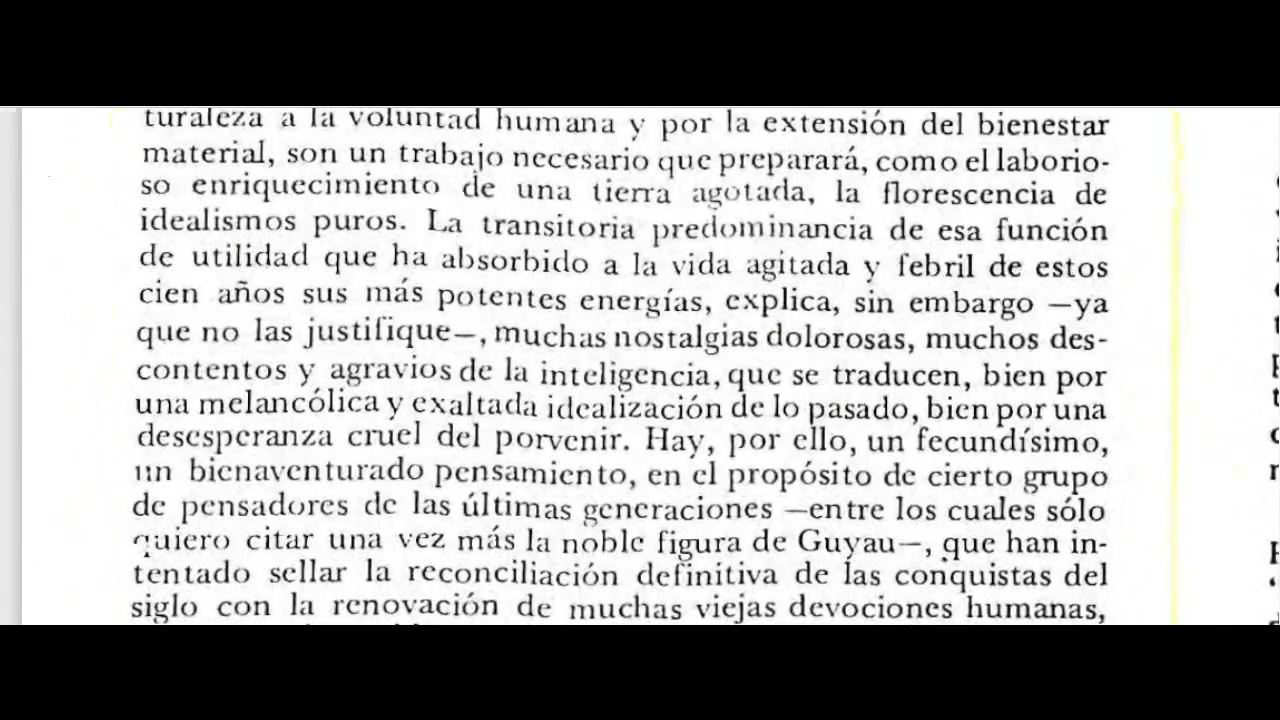 turaleza a la voluntad humana y por la extensión del bienestar
material, son un trabajo necesario que preparará, como el laborio-
so enriquecimiento de una tierra agotada, la florescencia de
idealismos puros. La transitoria predominancia de esa función
de utilidad que ha absorbido a la vida agitada y febril de estos
cien años sus más potentes energías, explica, sin embargo —ya
que no las justifique—, muchas nostalgias dolorosas, muchos des-
contentos y agravios de la inteligencia, que se traducen, bien por
una melancólica y exaltada idealización de lo pasado, bien por una
desesperanza cruel del porvenir. Hay, por ello, un fecundísimo,
un bienaventurado pensamiento, en el propósito de cierto grupo
de pensadores de las últimas generaciones —entre los cuales sólo
quiero citar una vez más la noble figura de Guyau—, que han in-
tentado sellar la reconciliación definitiva de las conquistas del
siglo con la renovación de muchas viejas devociones humanas,